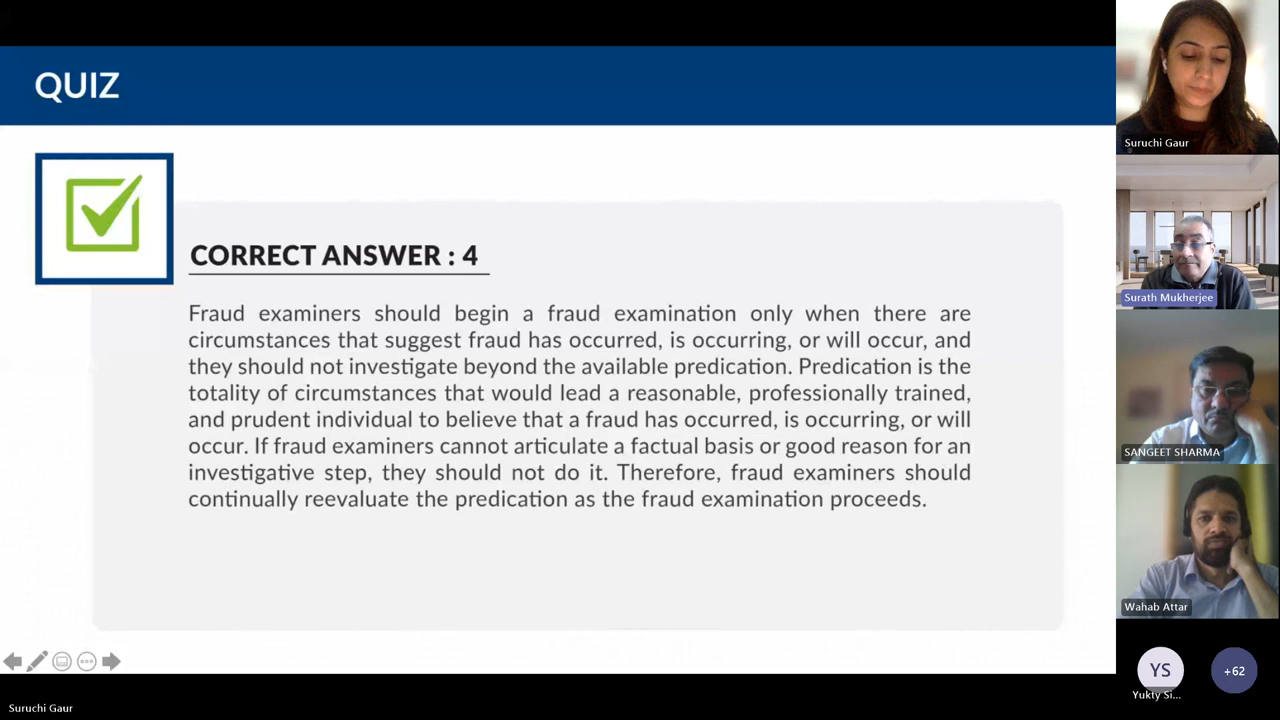 QUIZ
CORRECT ANSWER : 4
Fraud examiners should begin a fraud examination only when there are
circumstances that suggest fraud has occurred, is occurring, or will occur, and
they should not investigate beyond the available predication. Predication is the
totality of circumstances that would lead a reasonable, professionally trained,
and prudent individual to believe that a fraud has occurred, is occurring, or will
occur. If fraud examiners cannot articulate a factual basis or good reason for an
investigative step, they should not do it. Therefore, fraud examiners should
continually reevaluate the predication as the fraud examination proceeds.
Suruchi Gaur
Suruchi Gaur
Surath Mukherjee
SANGEET SHARMA
Wahab Attar
YS
Yukty Si...
+62